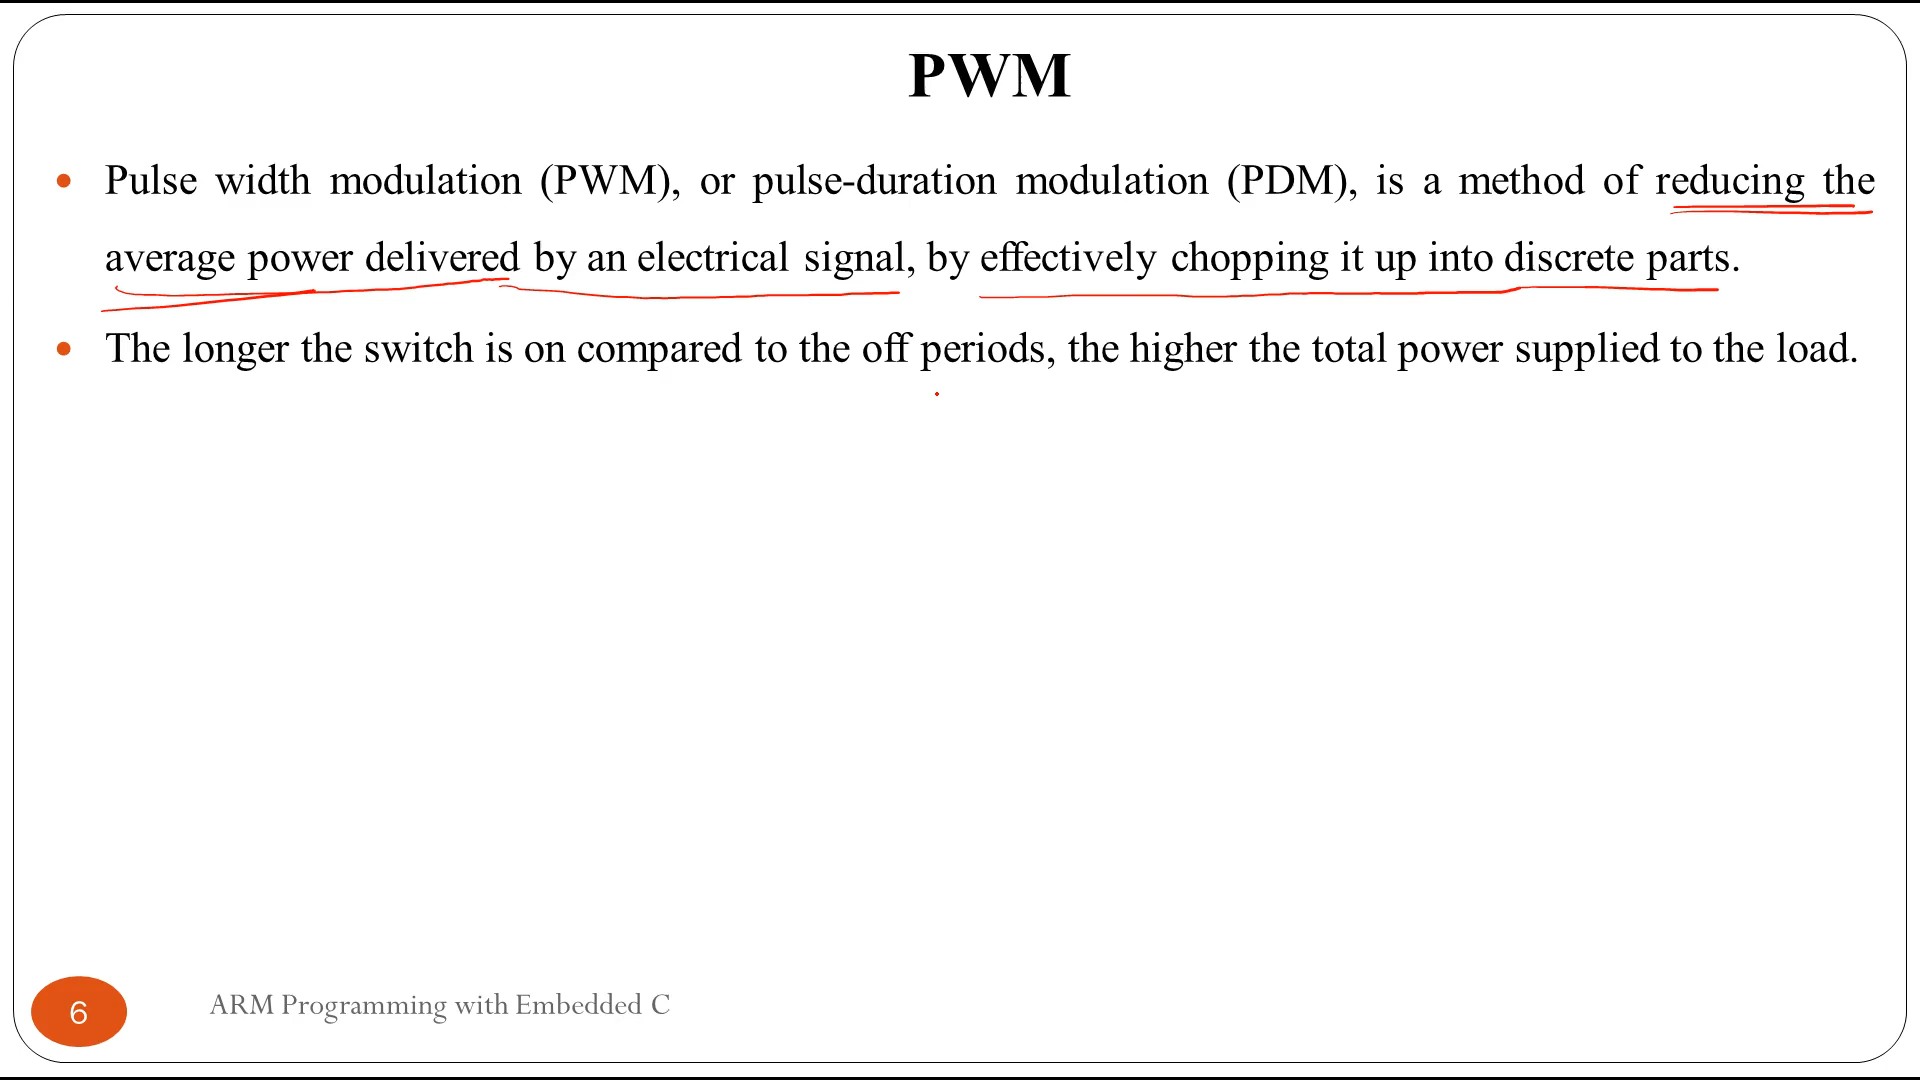 PWM
• Pulse width modulation (PWM), or pulse-duration modulation (PDM), is a method of reducing the
average power delivered by an electrical signal, by effectively chopping it up into discrete parts.
• The longer the switch is on compared to the off periods, the higher the total power supplied to the load.
6 ARM Programming with Embedded C